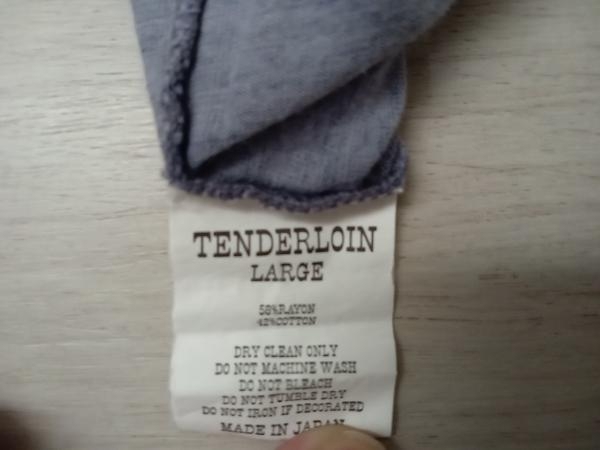 TENDERLOIN
LARGE
58%RAYON
42%COTTON
DRY CLEAN ONLY
DO NOT MACHINE WASH
DO NOT BLEACH
DO NOT TUMBLE DRY
DO NOT IRON IF DECORATED
MADE IN JAPAN